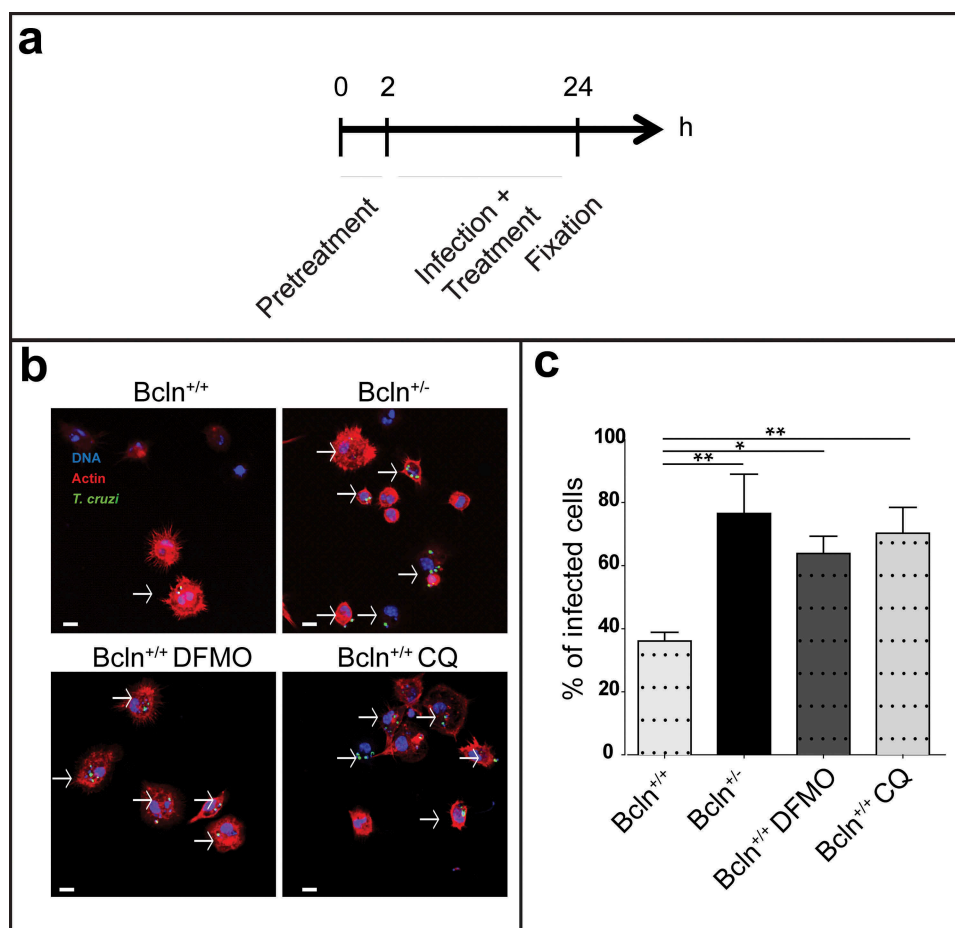 a
0 2 24
h
Pretreatment
Infection +
Treatment
Fixation
b
Bcln+/+
Bcln+/-
DNA
Actin
T. cruzi
Bcln+/+ DFMO
Bcln+/+ CQ
c
% of infected cells
100
80
60
40
20
0
**
*
**
Bcln+/+
Bcln+/-
Bcln+/+ DFMO
Bcln+/+ CQ